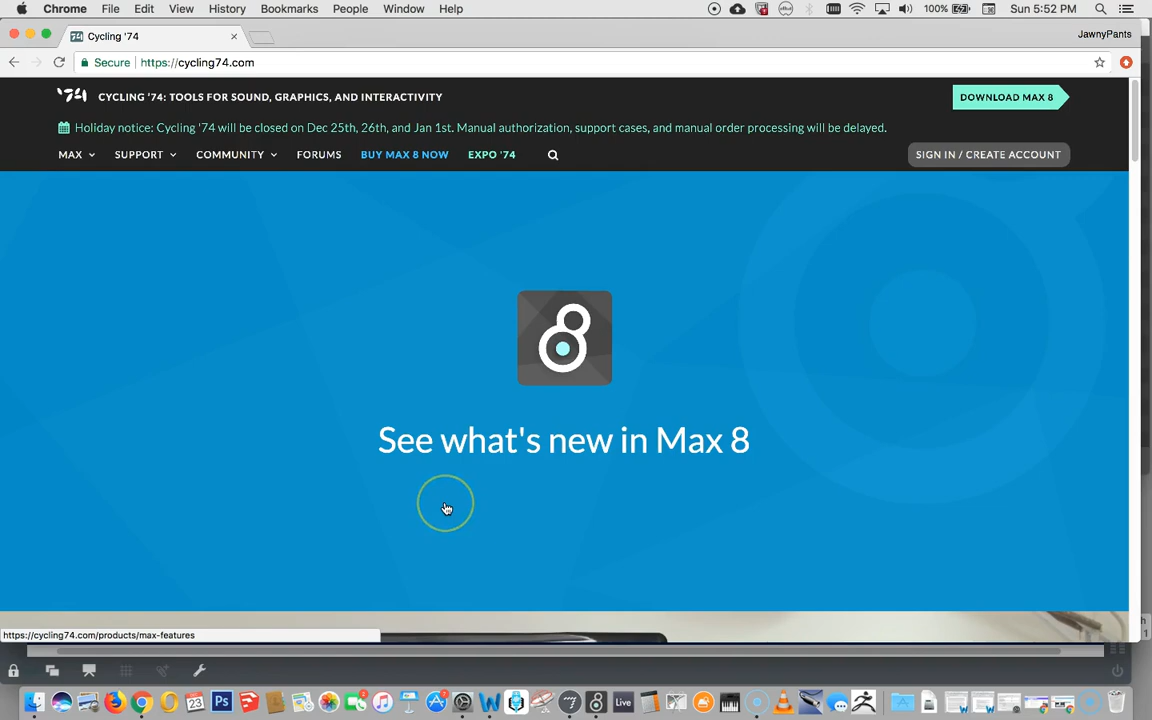 Chrome File Edit View History Bookmarks People Window Help 100% Sun 5:52 PM
Cycling '74 JawnyPants
Secure https://cycling74.com
'74 CYCLING '74: TOOLS FOR SOUND, GRAPHICS, AND INTERACTIVITY DOWNLOAD MAX 8
Holiday notice: Cycling '74 will be closed on Dec 25th, 26th, and Jan 1st. Manual authorization, support cases, and manual order processing will be delayed.
MAX SUPPORT COMMUNITY FORUMS BUY MAX 8 NOW EXPO '74 SIGN IN / CREATE ACCOUNT
8
See what's new in Max 8
https://cycling74.com/products/max-features
23 Ps Live